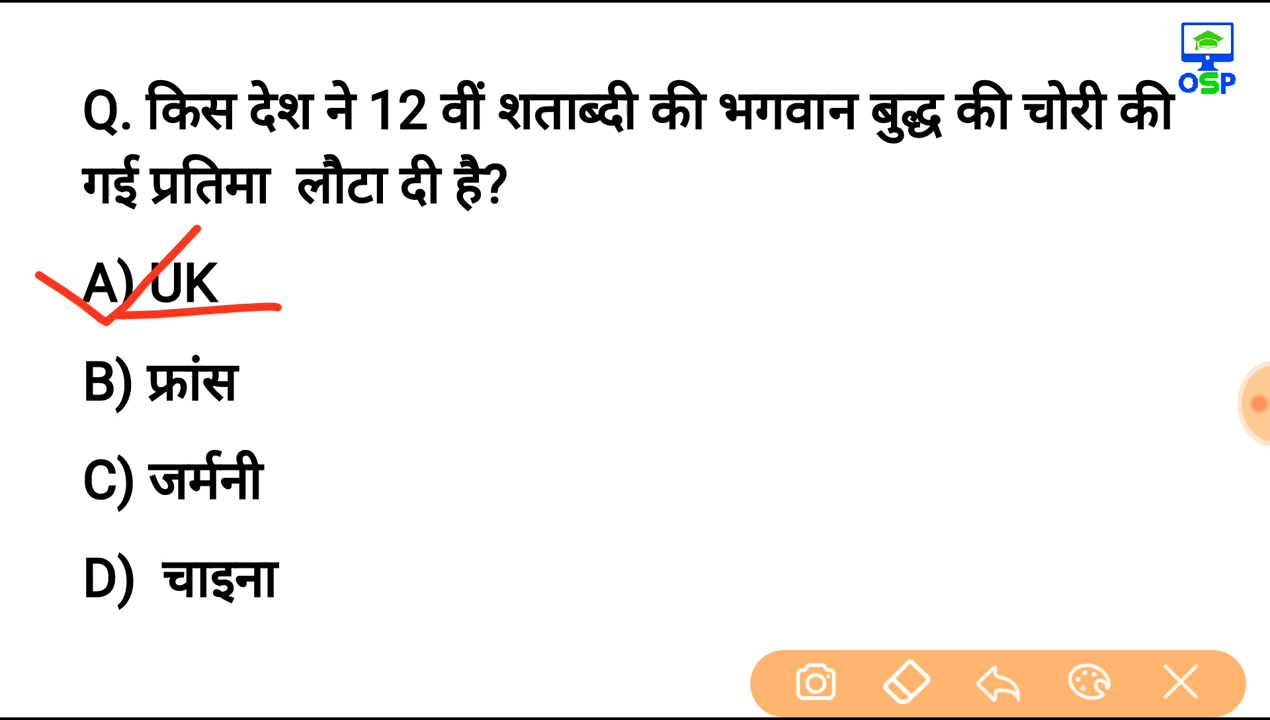 OSP
Q. किस देश ने 12 वीं शताब्दी की भगवान बुद्ध की चोरी की
गई प्रतिमा लौटा दी है?
A) UK
B) फ्रांस
C) जर्मनी
D) चाइना